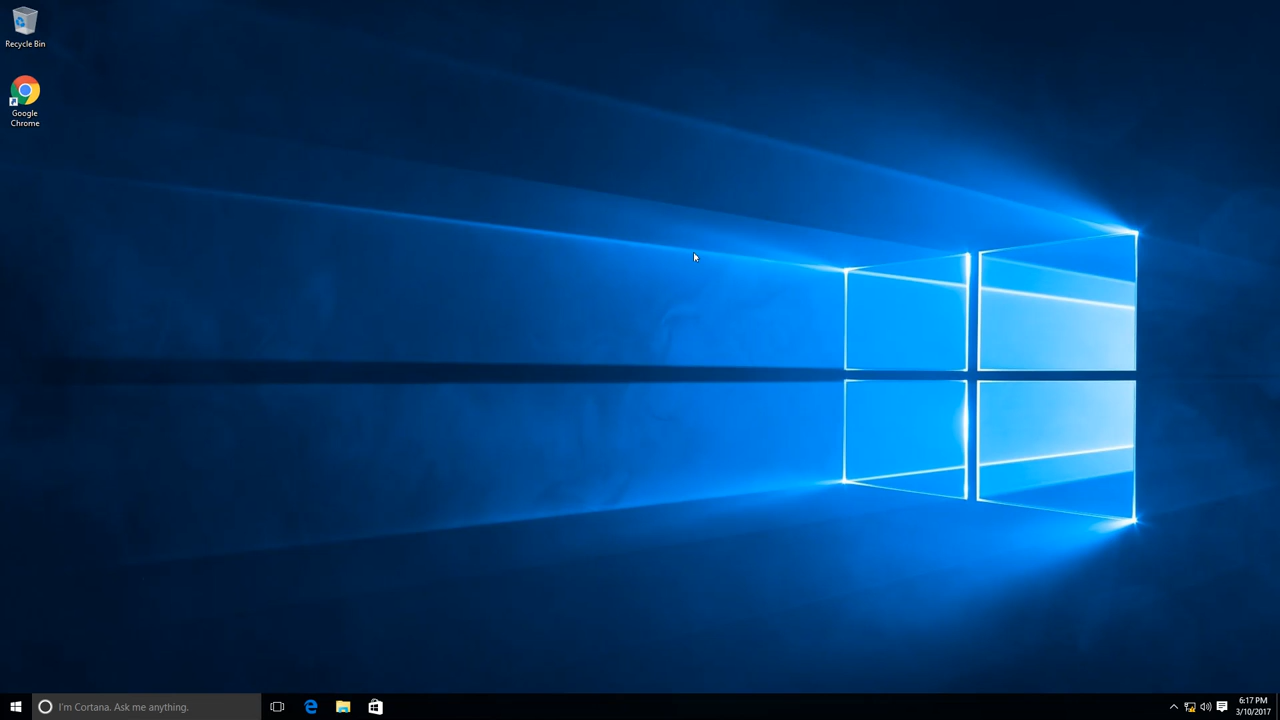 Recycle Bin
Google
Chrome
I'm Cortana. Ask me anything.
6:17 PM
3/10/2017